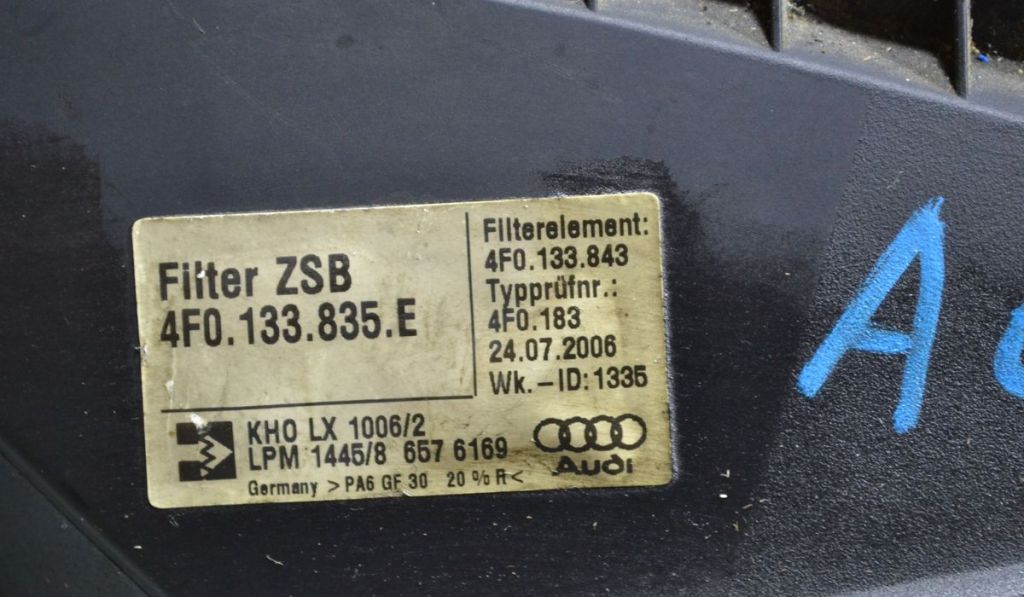 Filter ZSB
4F0.133.835.E
Filterelement:
4F0.133.843
Typprüfnr.:
4F0.183
24.07.2006
Wk.-ID:1335
KHO LX 1006/2
LPM 1445/8 657 6169
Germany >PA6 GF 30 20 % R<
Audi
A